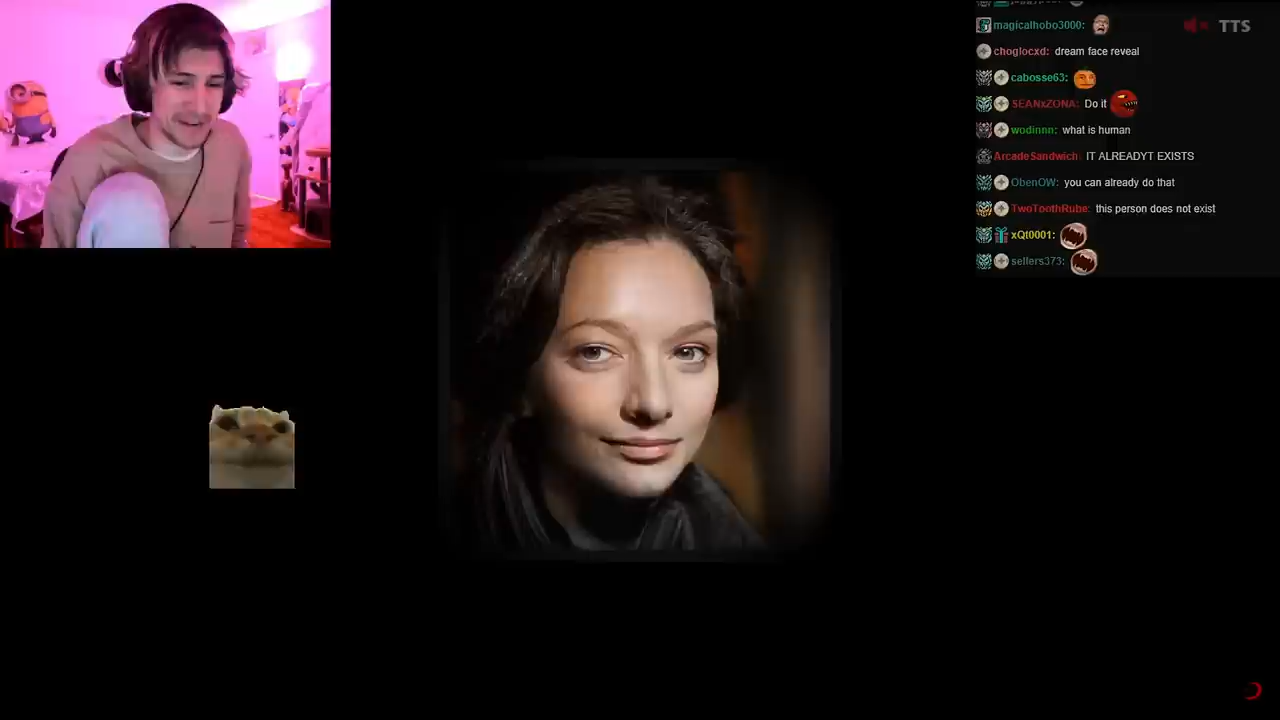 magicalhobo3000:
TTS
choglocxd: dream face reveal
cabosse63:
SEANxZONA: Do it
wodinnn: what is human
ArcadeSandwich: IT ALREADYT EXISTS
ObenOW: you can already do that
TwoToothRube: this person does not exist
xQt0001:
sellers373: